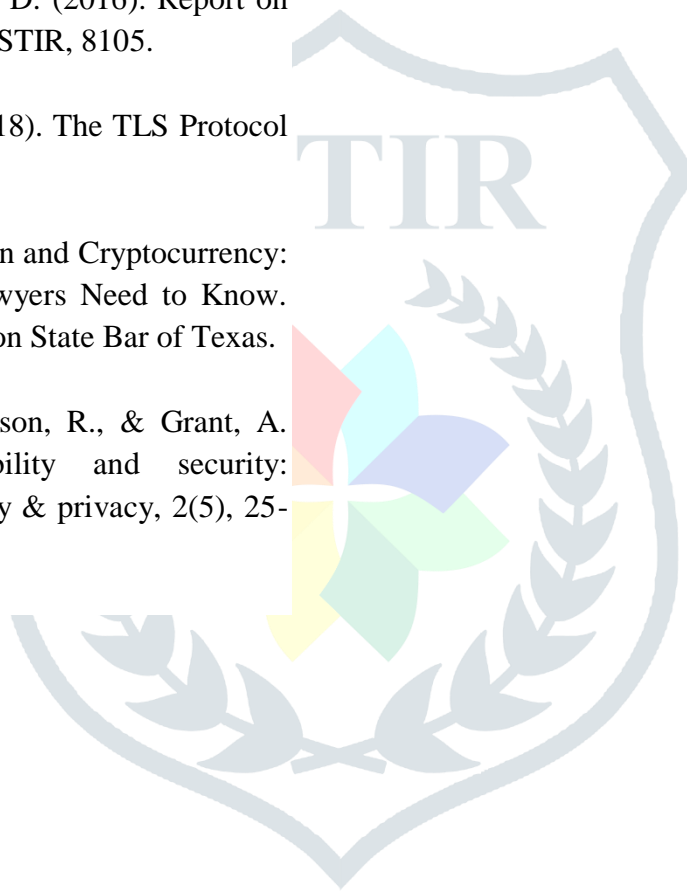 D. (2016). Report on
STIR, 8105.
18). The TLS Protocol
n and Cryptocurrency:
wyers Need to Know.
on State Bar of Texas.
son, R., & Grant, A.
bility and security:
y & privacy, 2(5), 25-
TIR